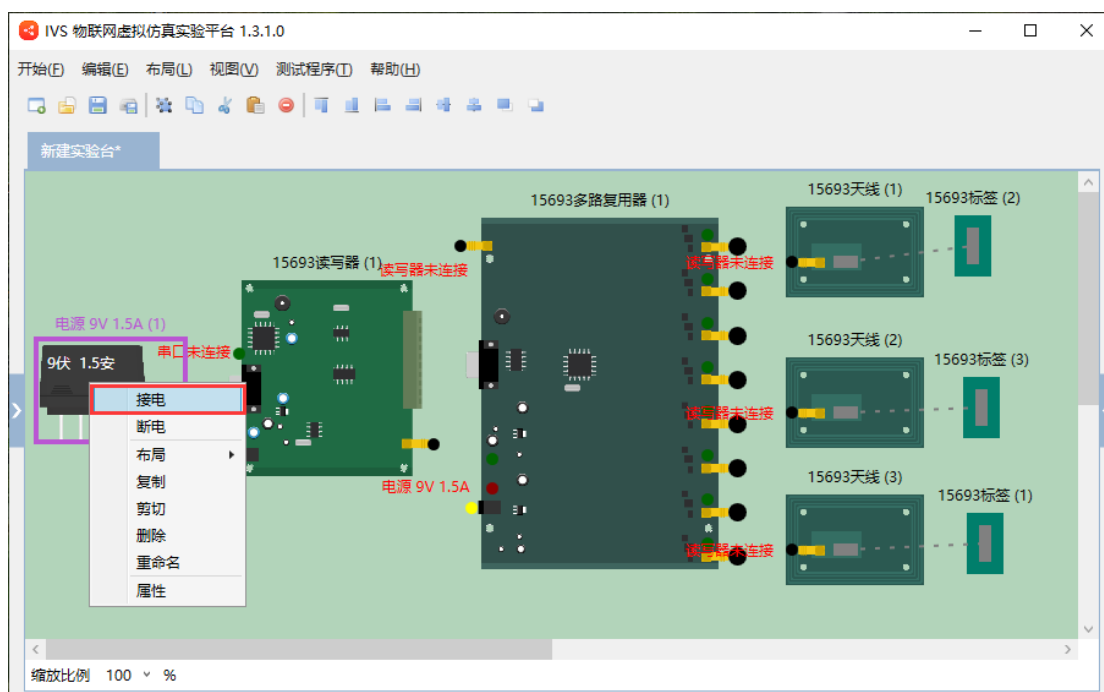 IVS 物联网虚拟仿真实验平台 1.3.1.0
开始(F) 编辑(E) 布局(L) 视图(V) 测试程序(T) 帮助(H)
新建实验台*
15693天线 (1)
15693标签 (2)
15693多路复用器 (1)
15693读写器 (1)
读写器未连接
读写器未连接
电源 9V 1.5A (1)
串口未连接
9伏 1.5安
15693天线 (2)
15693标签 (3)
接电
断电
布局
复制
剪切
删除
重命名
属性
读写器未连接
15693天线 (3)
15693标签 (1)
电源 9V 1.5A
读写器未连接
缩放比例 100 %